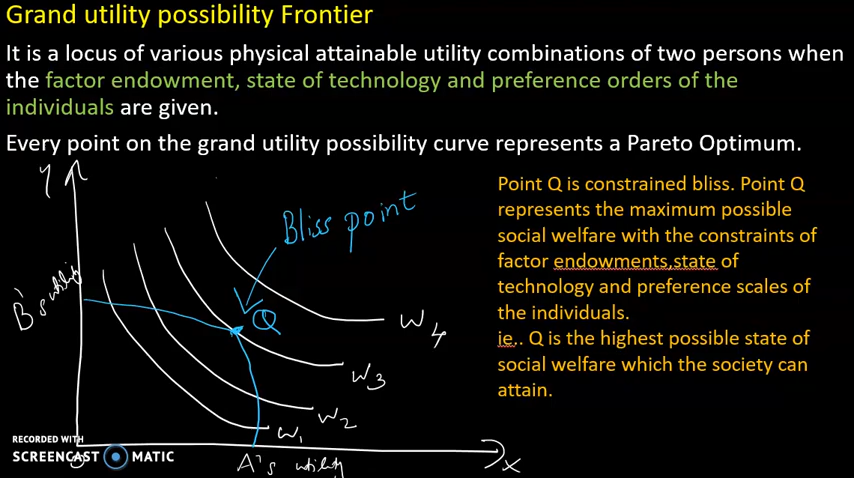 Grand utility possibility Frontier
It is a locus of various physical attainable utility combinations of two persons when
the factor endowment, state of technology and preference orders of the
individuals are given.
Every point on the grand utility possibility curve represents a Pareto Optimum.
Y
Bliss point
B's utility
Q
W4
W3
W2
W1
O
X
A's utility
Point Q is constrained bliss. Point Q
represents the maximum possible
social welfare with the constraints of
factor endowments,state of
technology and preference scales of
the individuals.
ie.. Q is the highest possible state of
social welfare which the society can
attain.
RECORDED WITH
SCREENCAST MATIC